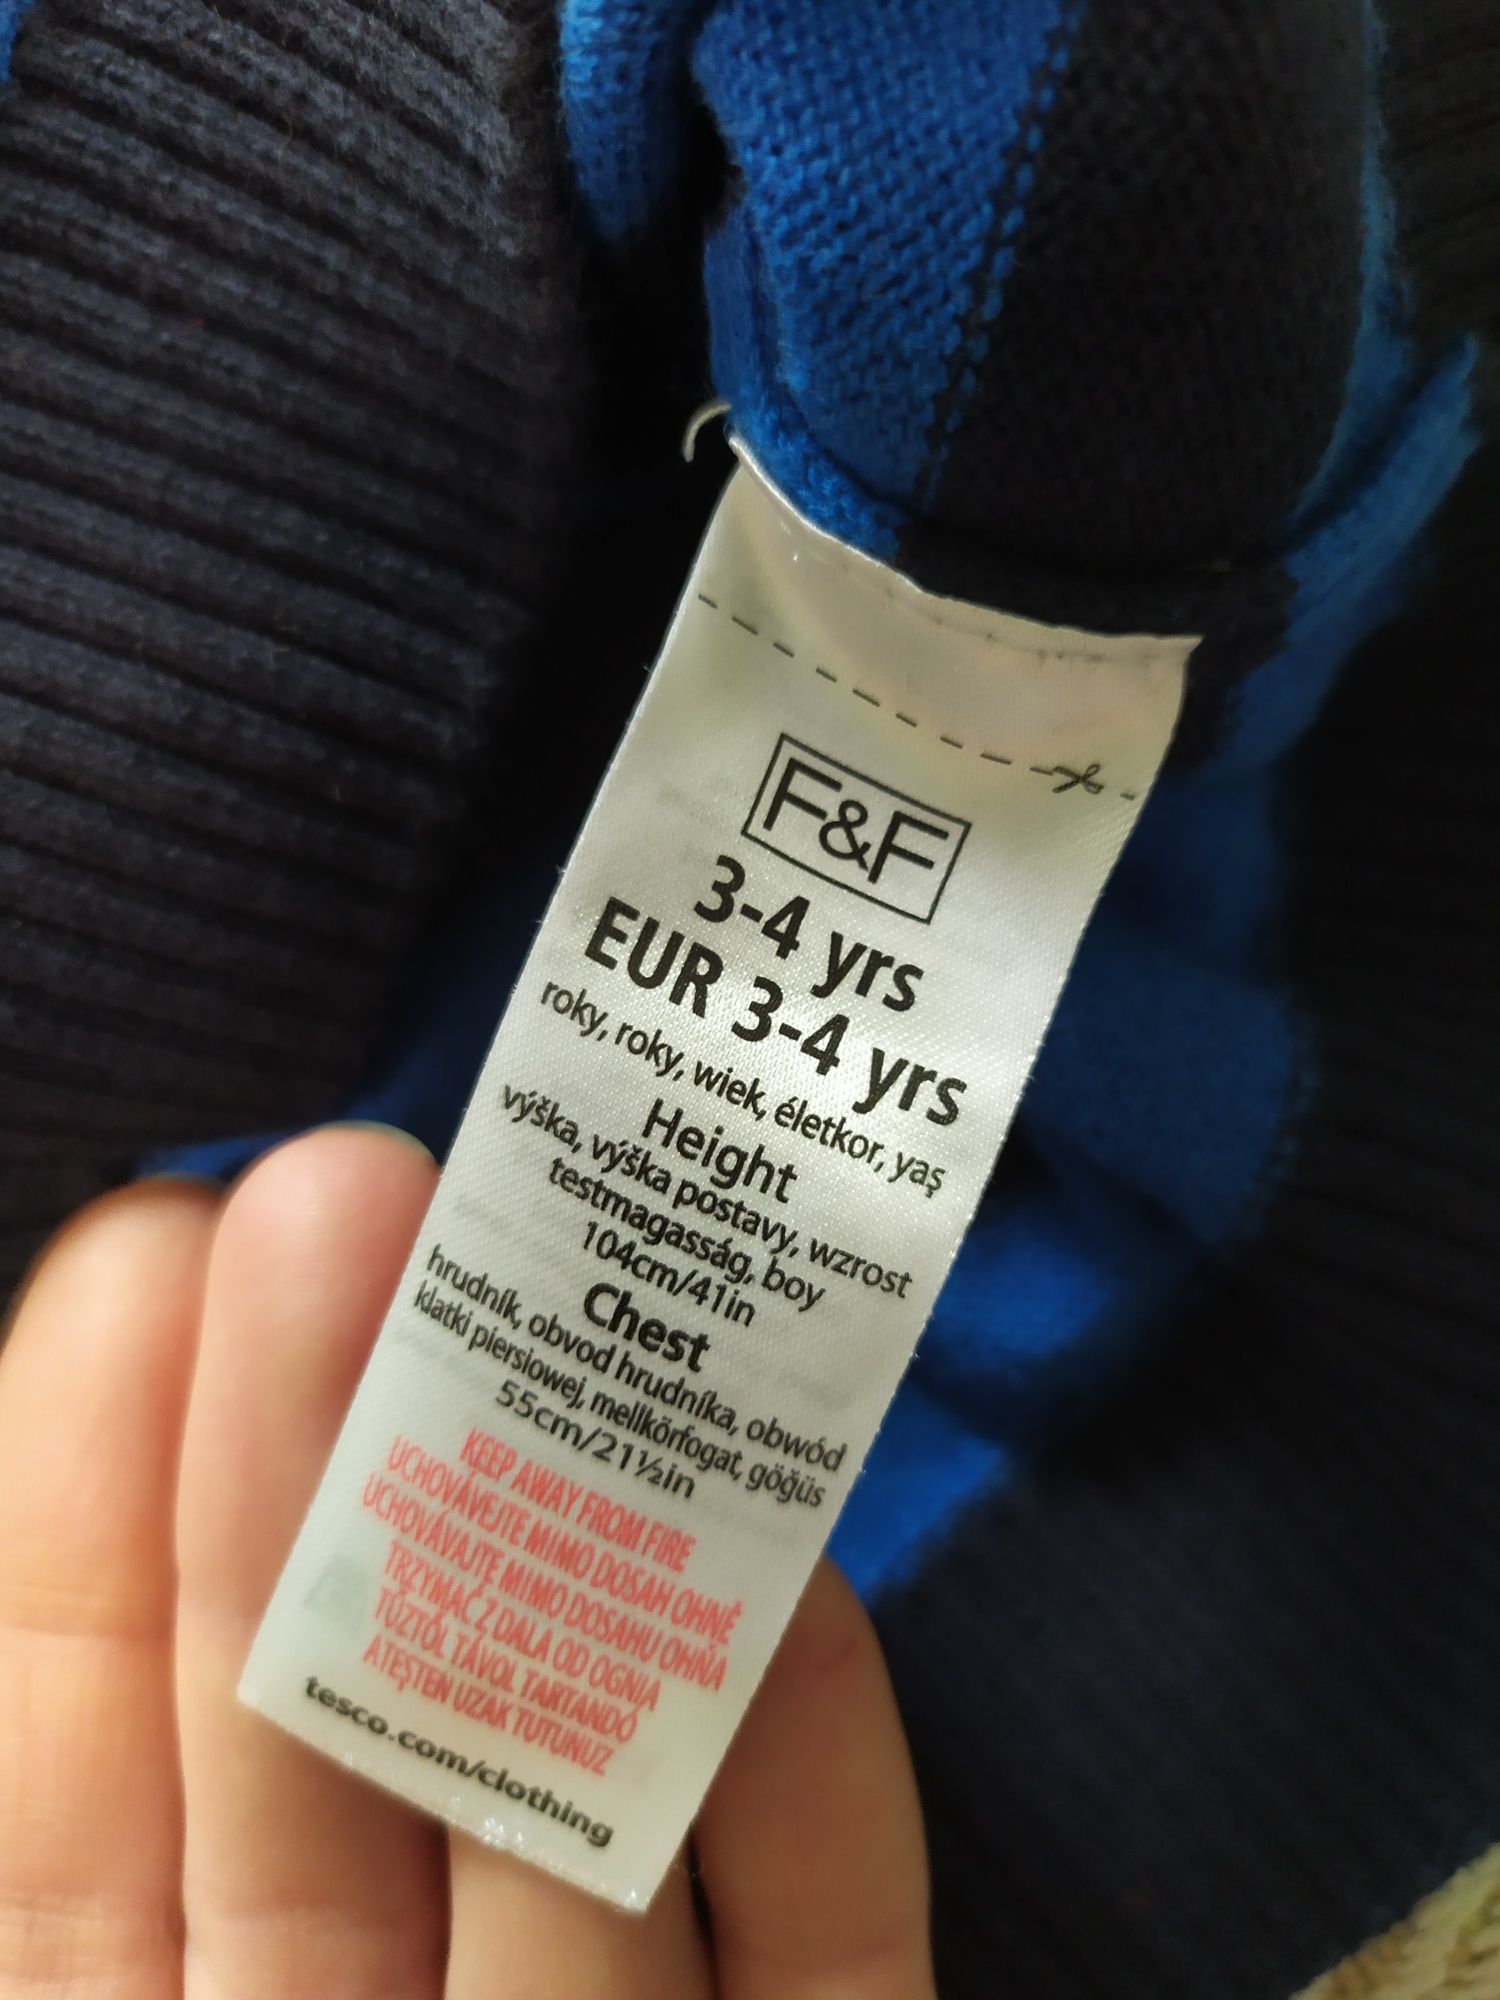 F&F
3-4 yrs
EUR 3-4 yrs
roky, roky, wiek, életkor, yaş
Height
výška, výška postavy, wzrost
testmagasság, boy
104cm/41in
Chest
hrudník, obvod hrudníka, obwód
klatki piersiowej, mellkõrfogat, göğüs
55cm/21½in
KEEP AWAY FROM FIRE
UCHOVÁVEJTE MIMO DOSAH OHNĚ
UCHOVÁVAJTE MIMO DOSAHU OHŇA
TRZYMAĆ Z DALA OD OGNIA
TŰZTŐL TÁVOL TARTANDÓ
ATEŞTEN UZAK TUTUNUZ
tesco.com/clothing